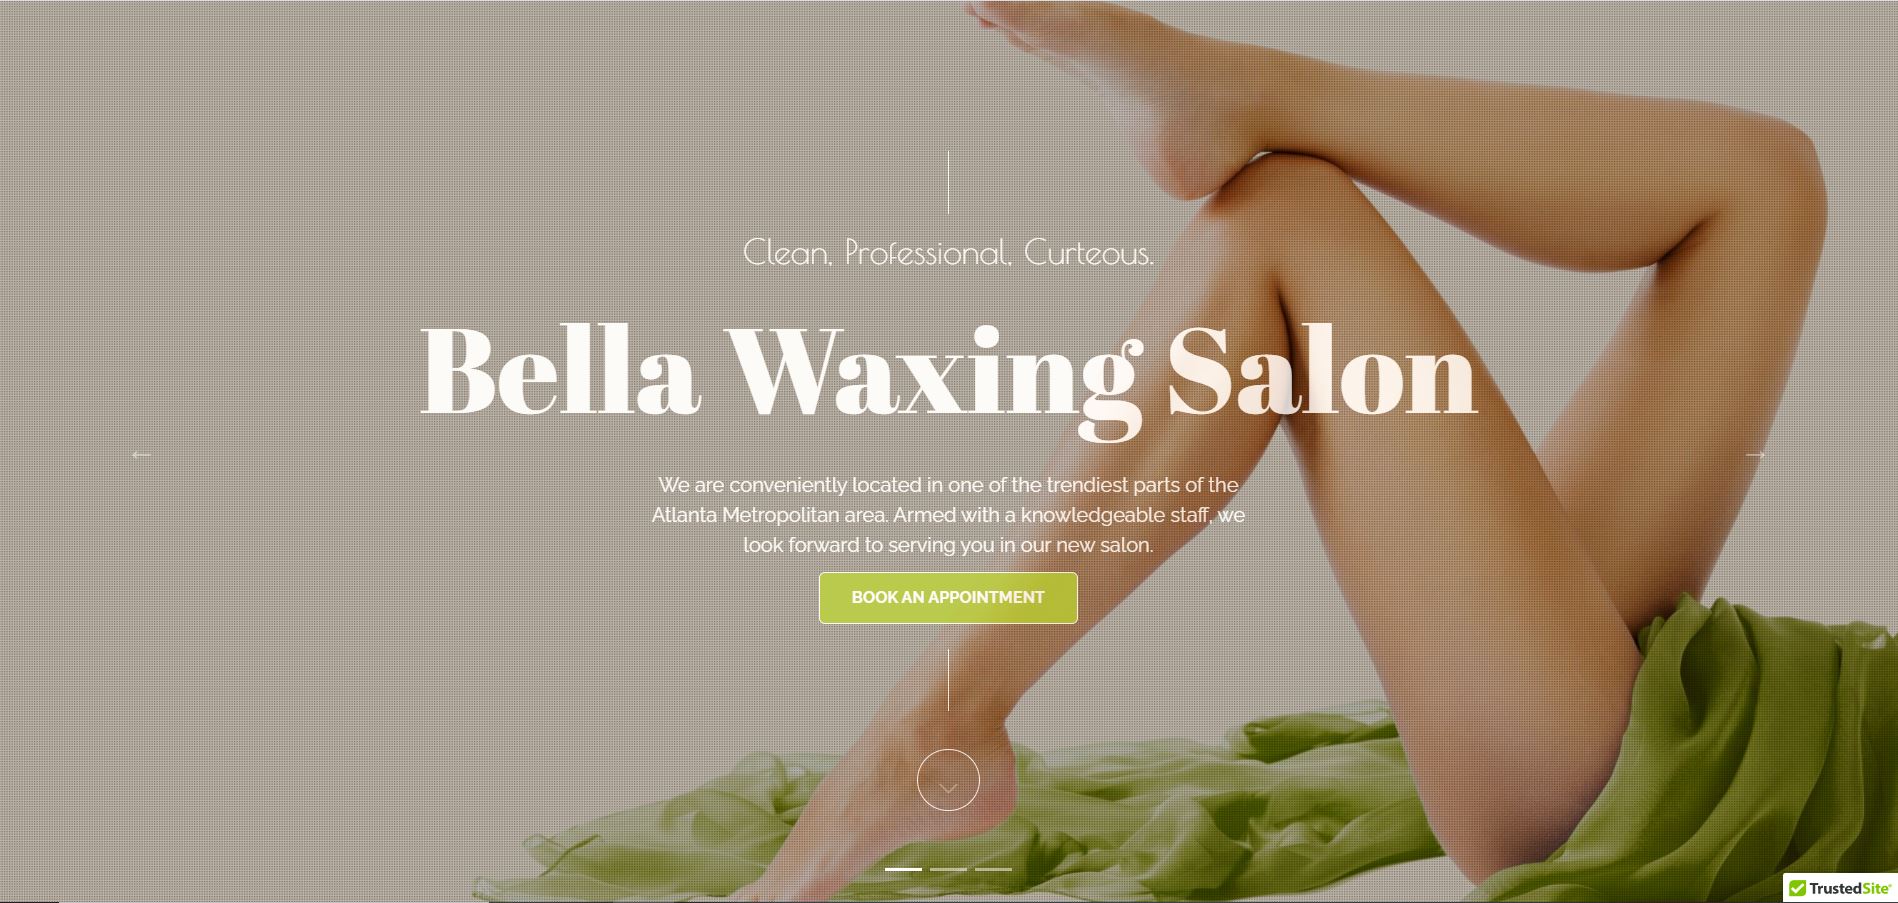 Clean, Professional, Curteous.
Bella Waxing Salon
We are conveniently located in one of the trendiest parts of the
Atlanta Metropolitan area. Armed with a knowledgeable staff, we
look forward to serving you in our new salon.
BOOK AN APPOINTMENT
TrustedSite